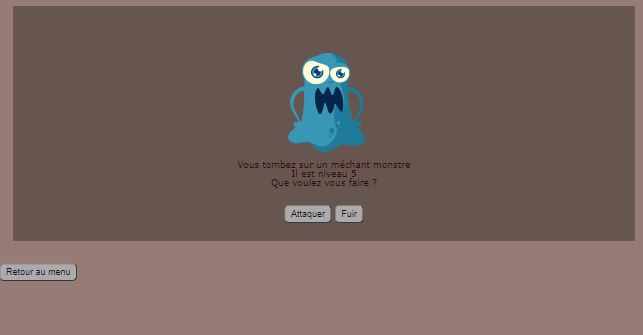 Vous tombez sur un méchant monstre
Il est niveau 5
Que voulez vous faire ?
Attaquer Fuir
Retour au menu